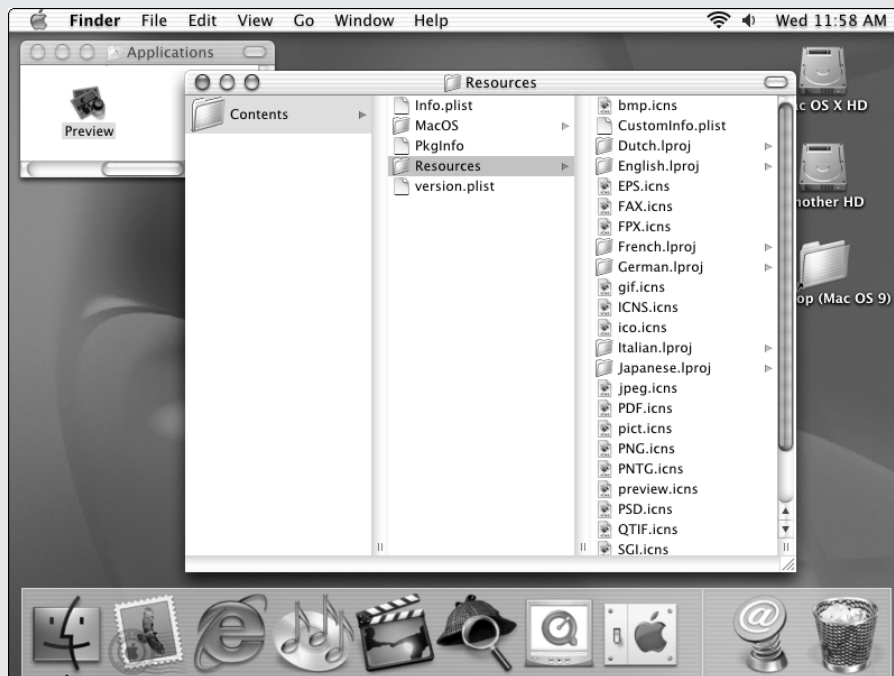 Finder File Edit View Go Window Help Wed 11:58 AM
Applications
Preview
Resources
Contents
Info.plist
MacOS
PkgInfo
Resources
version.plist
bmp.icns
CustomInfo.plist
Dutch.lproj
English.lproj
EPS.icns
FAX.icns
FPX.icns
French.lproj
German.lproj
gif.icns
ICNS.icns
ico.icns
Italian.lproj
Japanese.lproj
jpeg.icns
PDF.icns
pict.icns
PNG.icns
PNTG.icns
preview.icns
PSD.icns
QTIF.icns
SGI.icns
c OS X HD
nother HD
op (Mac OS 9)